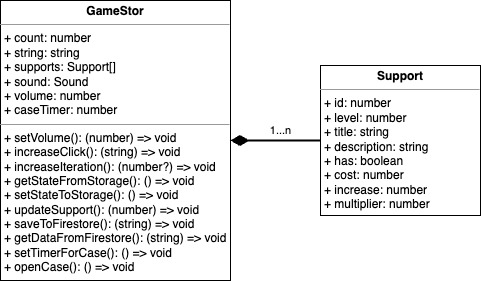 GameStor
+ count: number
+ string: string
+ supports: Support[]
+ sound: Sound
+ volume: number
+ caseTimer: number
+ setVolume(): (number) => void
+ increaseClick(): (string) => void
+ increaseIteration(): (number?) => void
+ getStateFromStorage(): () => void
+ setStateToStorage(): () => void
+ updateSupport(): (number) => void
+ saveToFirestore(): (string) => void
+ getDataFromFirestore(): (string) => void
+ setTimerForCase(): () => void
+ openCase(): () => void
1...n
Support
+ id: number
+ level: number
+ title: string
+ description: string
+ has: boolean
+ cost: number
+ increase: number
+ multiplier: number